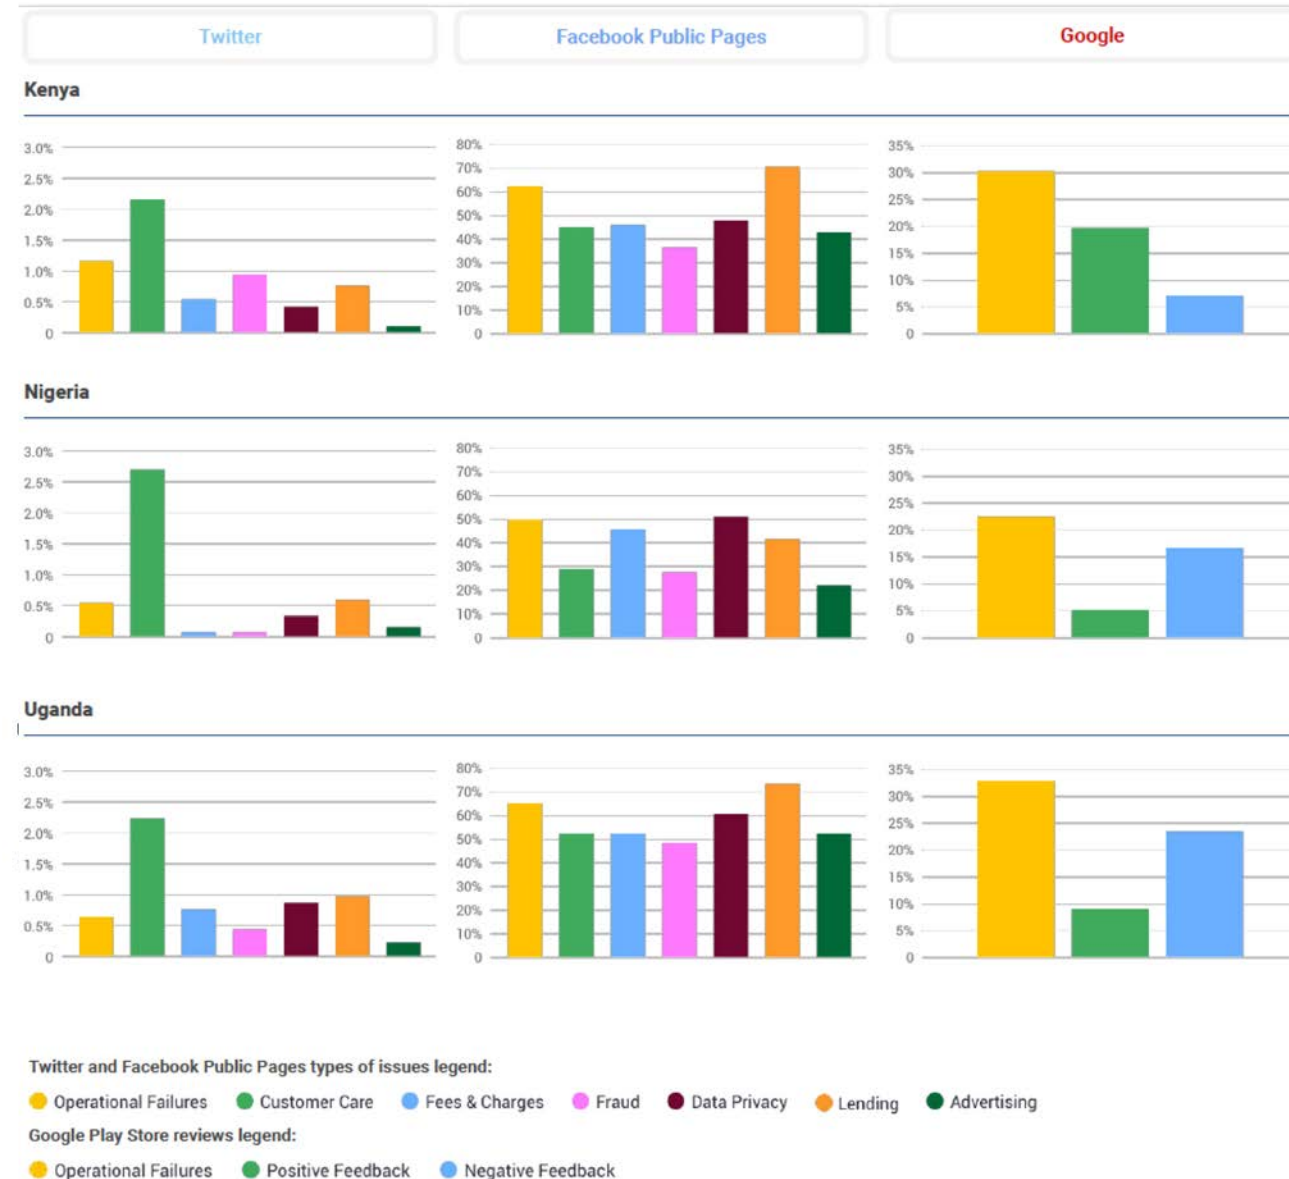 Twitter Facebook Public Pages Google
Kenya
3.0% 80% 35%
2.5% 70% 30%
2.0% 60% 25%
1.5% 50% 20%
1.0% 40% 15%
0.5% 30% 10%
0 20% 5%
10% 0
0
Nigeria
3.0% 80% 35%
2.5% 70% 30%
2.0% 60% 25%
1.5% 50% 20%
1.0% 40% 15%
0.5% 30% 10%
0 20% 5%
10% 0
0
Uganda
3.0% 80% 35%
2.5% 70% 30%
2.0% 60% 25%
1.5% 50% 20%
1.0% 40% 15%
0.5% 30% 10%
0 20% 5%
10% 0
0
Twitter and Facebook Public Pages types of issues legend:
Operational Failures Customer Care Fees & Charges Fraud Data Privacy Lending Advertising
Google Play Store reviews legend:
Operational Failures Positive Feedback Negative Feedback